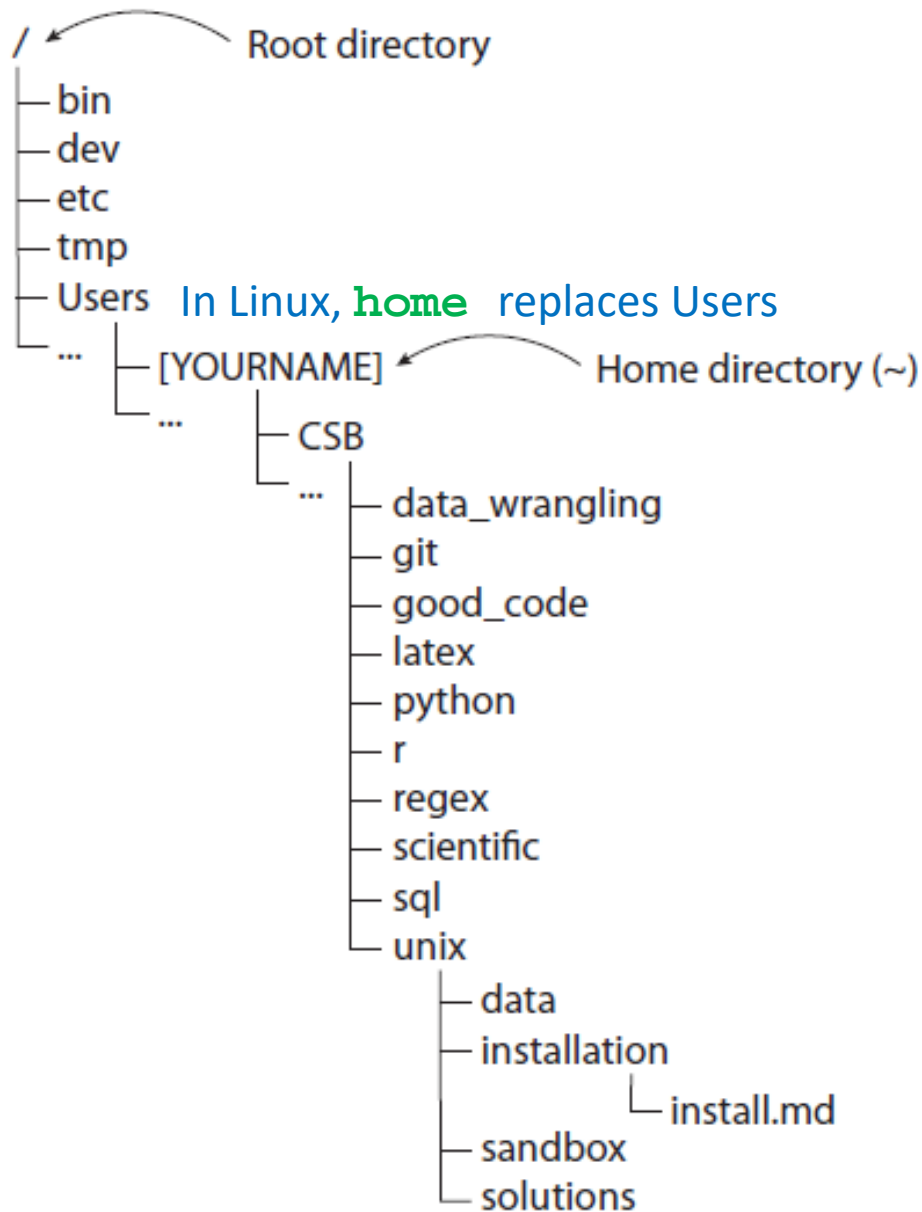 / Root directory
bin
dev
etc
tmp
Users In Linux, home replaces Users
...
[YOURNAME] Home directory (~)
...
CSB
...
data_wrangling
git
good_code
latex
python
r
regex
scientific
sql
unix
data
installation
install.md
sandbox
solutions